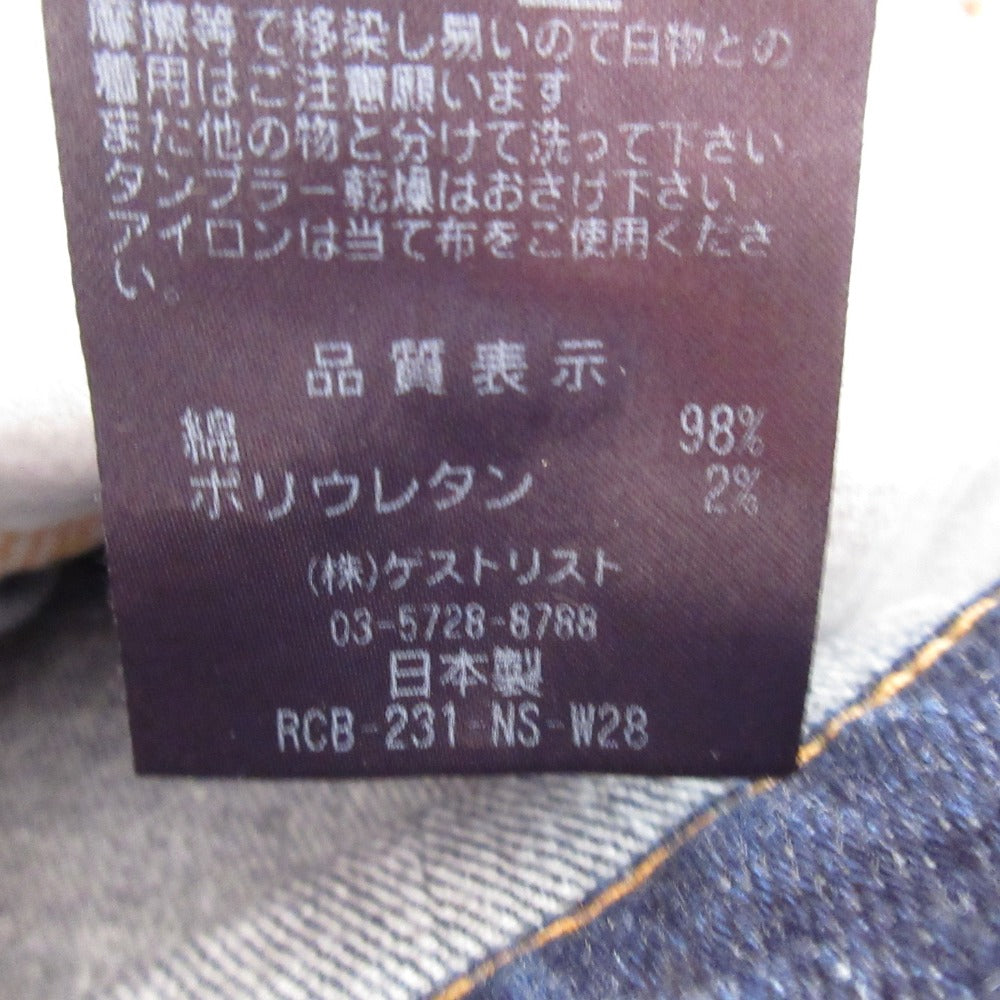 摩擦等で移染し易いので白物との
着用はご注意願います
また他の物と分けて洗って下さい
タンブラー乾燥はおさけ下さい
アイロンは当て布をご使用くださ
い。
品質表示
綿 98%
ポリウレタン 2%
(株)ゲストリスト
03-5728-8788
日本製
RCB-231-NS-W28